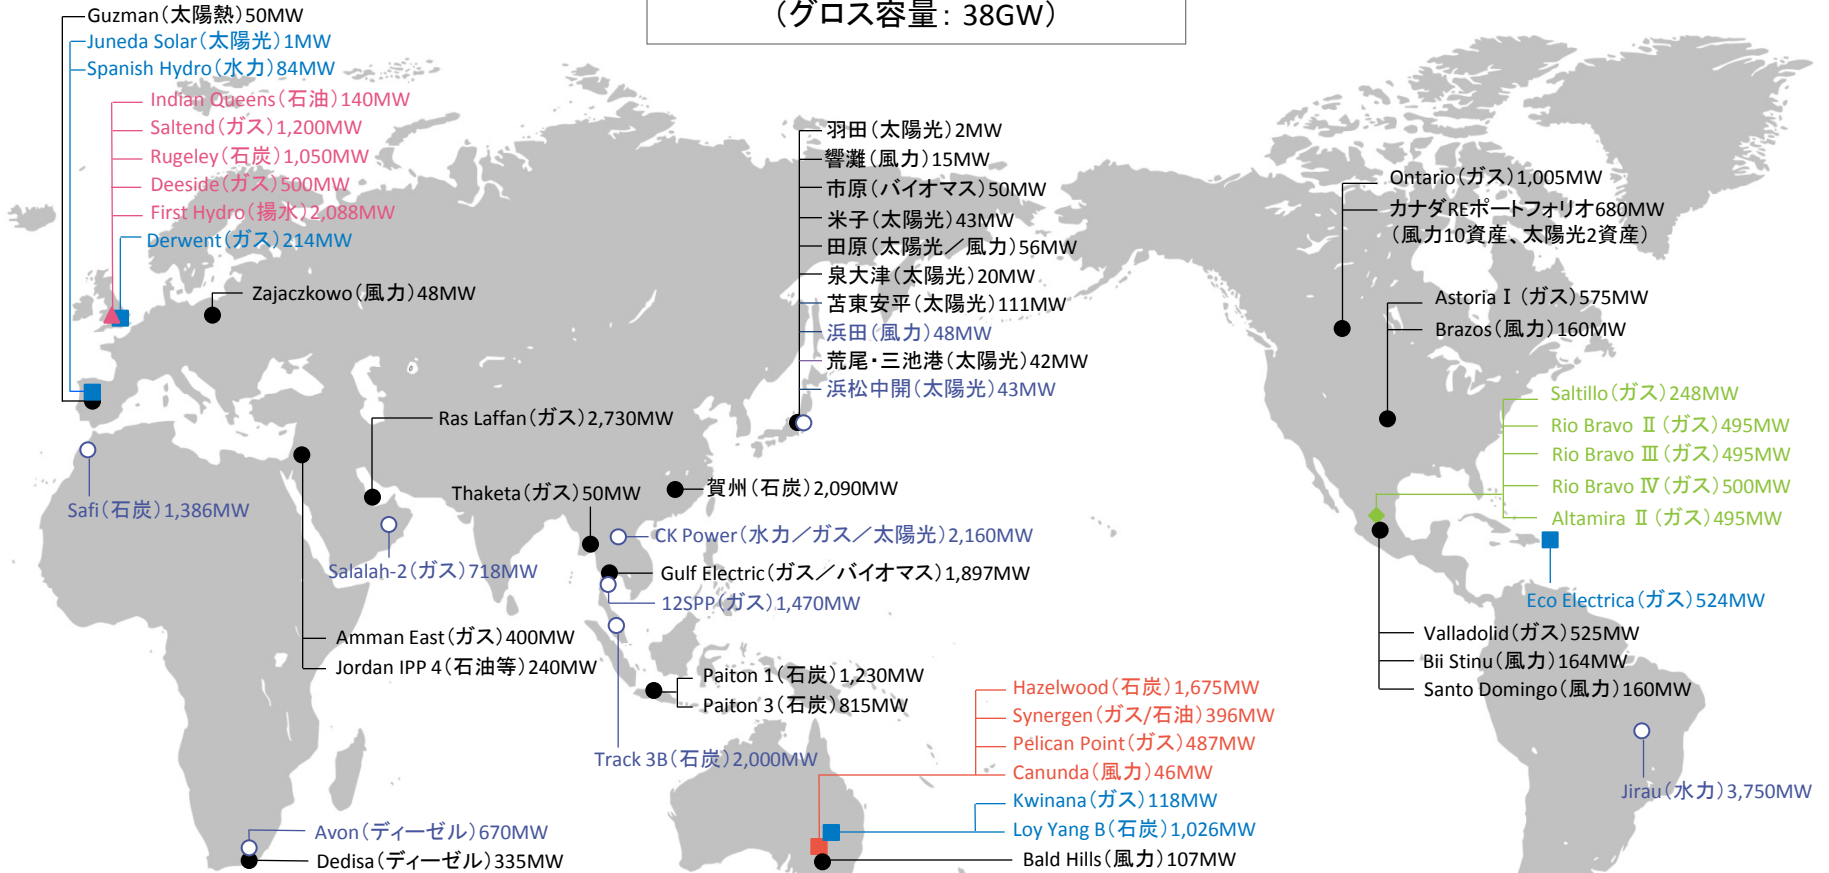 (グロス容量: 38GW)
Guzman(太陽熱)50MW
Juneda Solar(太陽光)1MW
Spanish Hydro(水力)84MW
Indian Queens(石油)140MW
Saltend(ガス)1,200MW
Rugeley(石炭)1,050MW
Deeside(ガス)500MW
First Hydro(揚水)2,088MW
Derwent(ガス)214MW
Zajaczkowo(風力)48MW
羽田(太陽光)2MW
響灘(風力)15MW
市原(バイオマス)50MW
米子(太陽光)43MW
田原(太陽光/風力)56MW
泉大津(太陽光)20MW
苫東安平(太陽光)111MW
浜田(風力)48MW
荒尾・三池港(太陽光)42MW
浜松中開(太陽光)43MW
Ontario(ガス)1,005MW
カナダREポートフォリオ680MW
(風力10資産、太陽光2資産)
Astoria I (ガス)575MW
Brazos(風力)160MW
Saltillo(ガス)248MW
Rio Bravo Ⅱ(ガス)495MW
Rio Bravo Ⅲ(ガス)495MW
Rio Bravo Ⅳ(ガス)500MW
Altamira Ⅱ(ガス)495MW
Eco Electrica(ガス)524MW
Valladolid(ガス)525MW
Bii Stinu(風力)164MW
Santo Domingo(風力)160MW
Jirau(水力)3,750MW
Ras Laffan(ガス)2,730MW
Safi(石炭)1,386MW
Salalah-2(ガス)718MW
Thaketa(ガス)50MW
賀州(石炭)2,090MW
CK Power(水力/ガス/太陽光)2,160MW
Gulf Electric(ガス/バイオマス)1,897MW
12SPP(ガス)1,470MW
Amman East(ガス)400MW
Jordan IPP 4(石油等)240MW
Paiton 1(石炭)1,230MW
Paiton 3(石炭)815MW
Track 3B(石炭)2,000MW
Hazelwood(石炭)1,675MW
Synergen(ガス/石油)396MW
Pelican Point(ガス)487MW
Canunda(風力)46MW
Kwinana(ガス)118MW
Loy Yang B(石炭)1,026MW
Bald Hills(風力)107MW
Avon(ディーゼル)670MW
Dedisa(ディーゼル)335MW